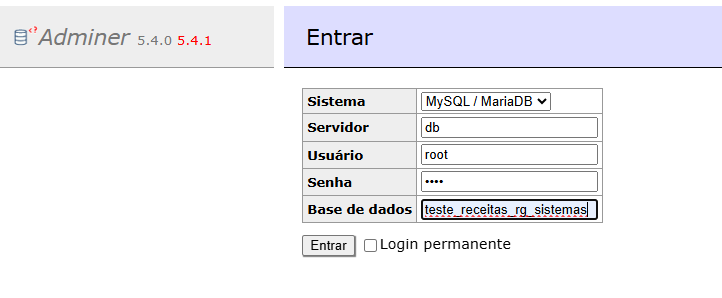 Adminer 5.4.0 5.4.1
Entrar
Sistema MySQL / MariaDB
Servidor db
Usuário root
Senha ••••
Base de dados teste_receitas_rg_sistemas
Entrar Login permanente